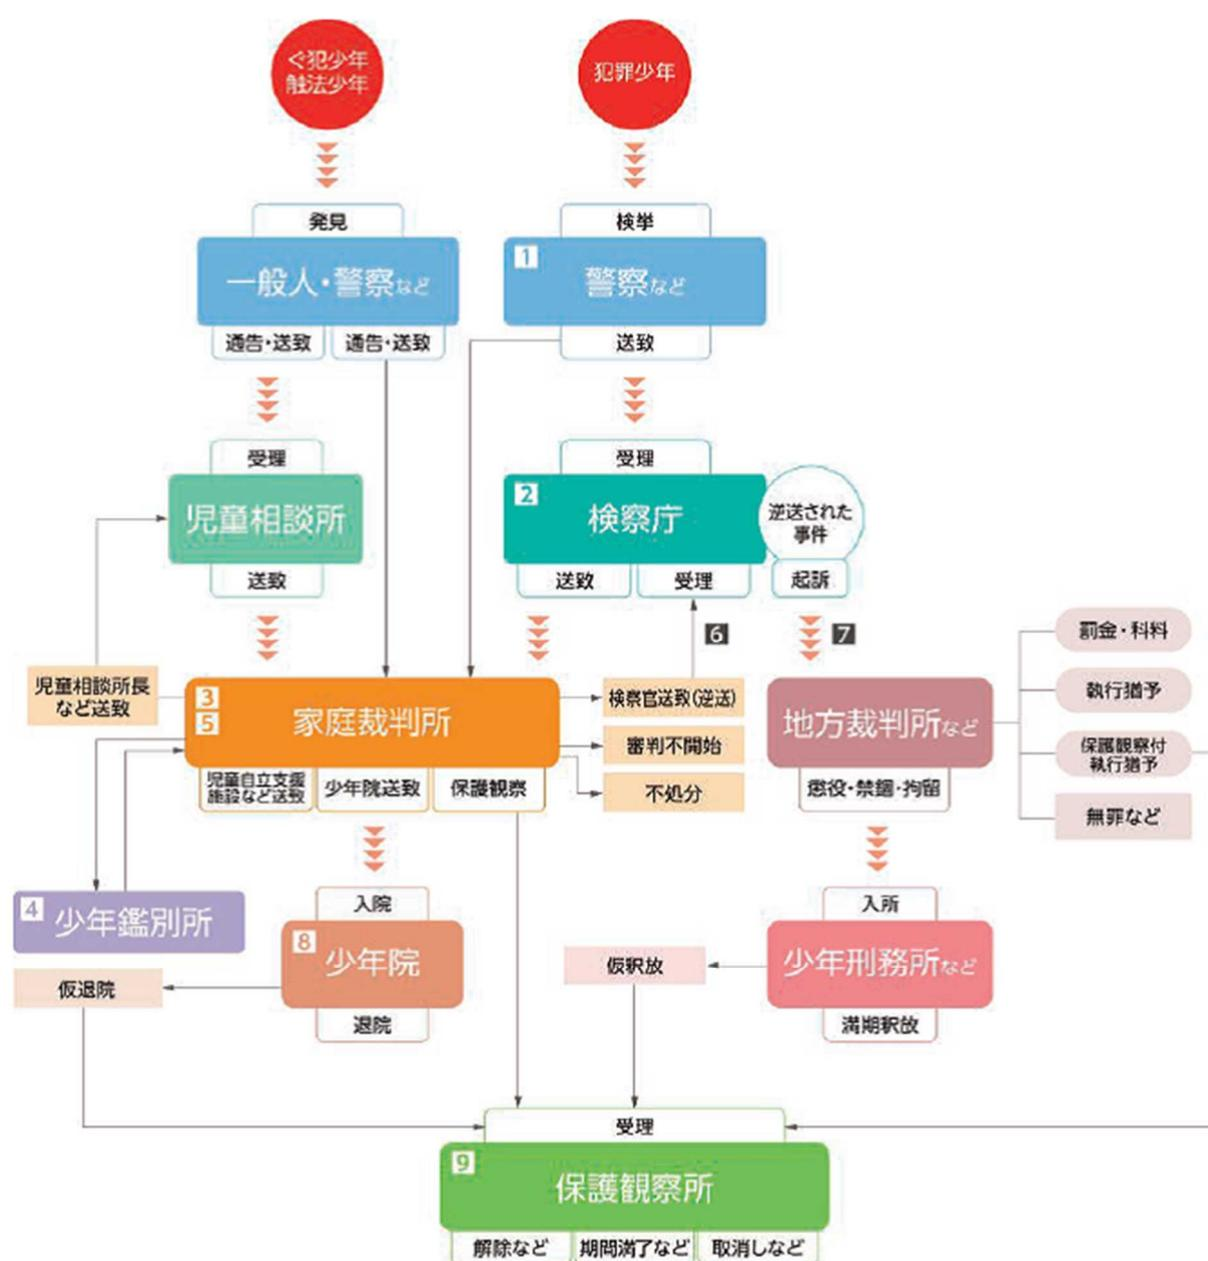 ぐ犯少年
触法少年
犯罪少年
発見
一般人・警察など
通告・送致
通告・送致
検挙
1
警察など
送致
受理
児童相談所
送致
受理
2
検察庁
送致
受理
逆送された
事件
起訴
6
7
児童相談所長
など送致
3
5
家庭裁判所
児童自立支援
施設など送致
少年院送致
保護観察
検察官送致(逆送)
審判不開始
不処分
地方裁判所など
懲役・禁錮・拘留
罰金・科料
執行猶予
保護観察付
執行猶予
無罪など
4
少年鑑別所
入院
8
少年院
退院
仮退院
入所
少年刑務所など
満期釈放
仮釈放
受理
9
保護観察所
解除など
期間満了など
取消しなど